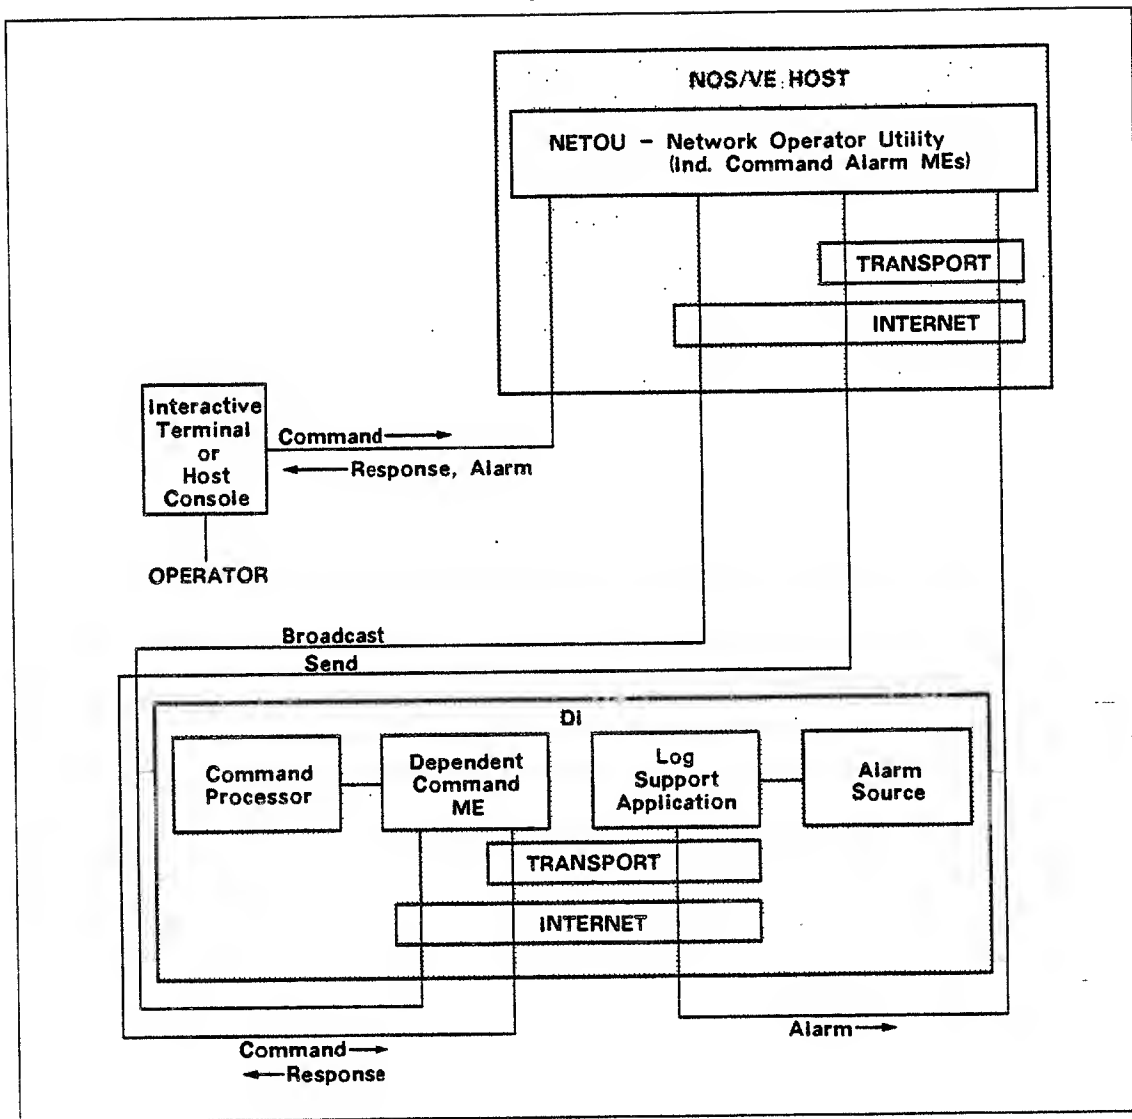 NOS/VE HOST
NETOU - Network Operator Utility
(Ind. Command Alarm MEs)
TRANSPORT
INTERNET
Interactive
Terminal
or
Host
Console
Command
Response, Alarm
OPERATOR
Broadcast
Send
DI
Command
Processor
Dependent
Command
ME
Log
Support
Application
Alarm
Source
TRANSPORT
INTERNET
Alarm
Command
Response